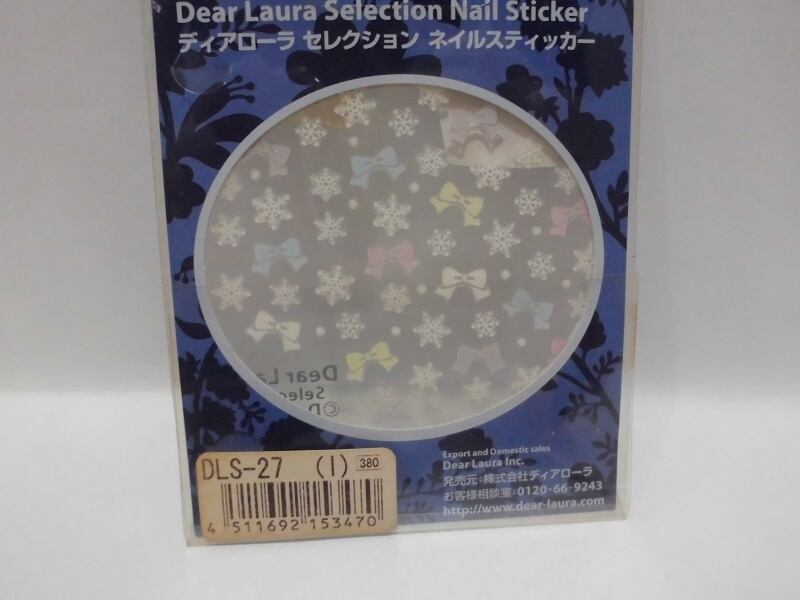 Dear Laura Selection Nail Sticker
ディアローラ セレクション ネイルスティッカー
Dear La
Selec
©D
DLS-27 (I) 380
4 511692 153470
Export and Domestic sales
Dear Laura Inc.
発売元:株式会社ディアローラ
お客様相談室:0120-66-9243
http://www.dear-laura.com